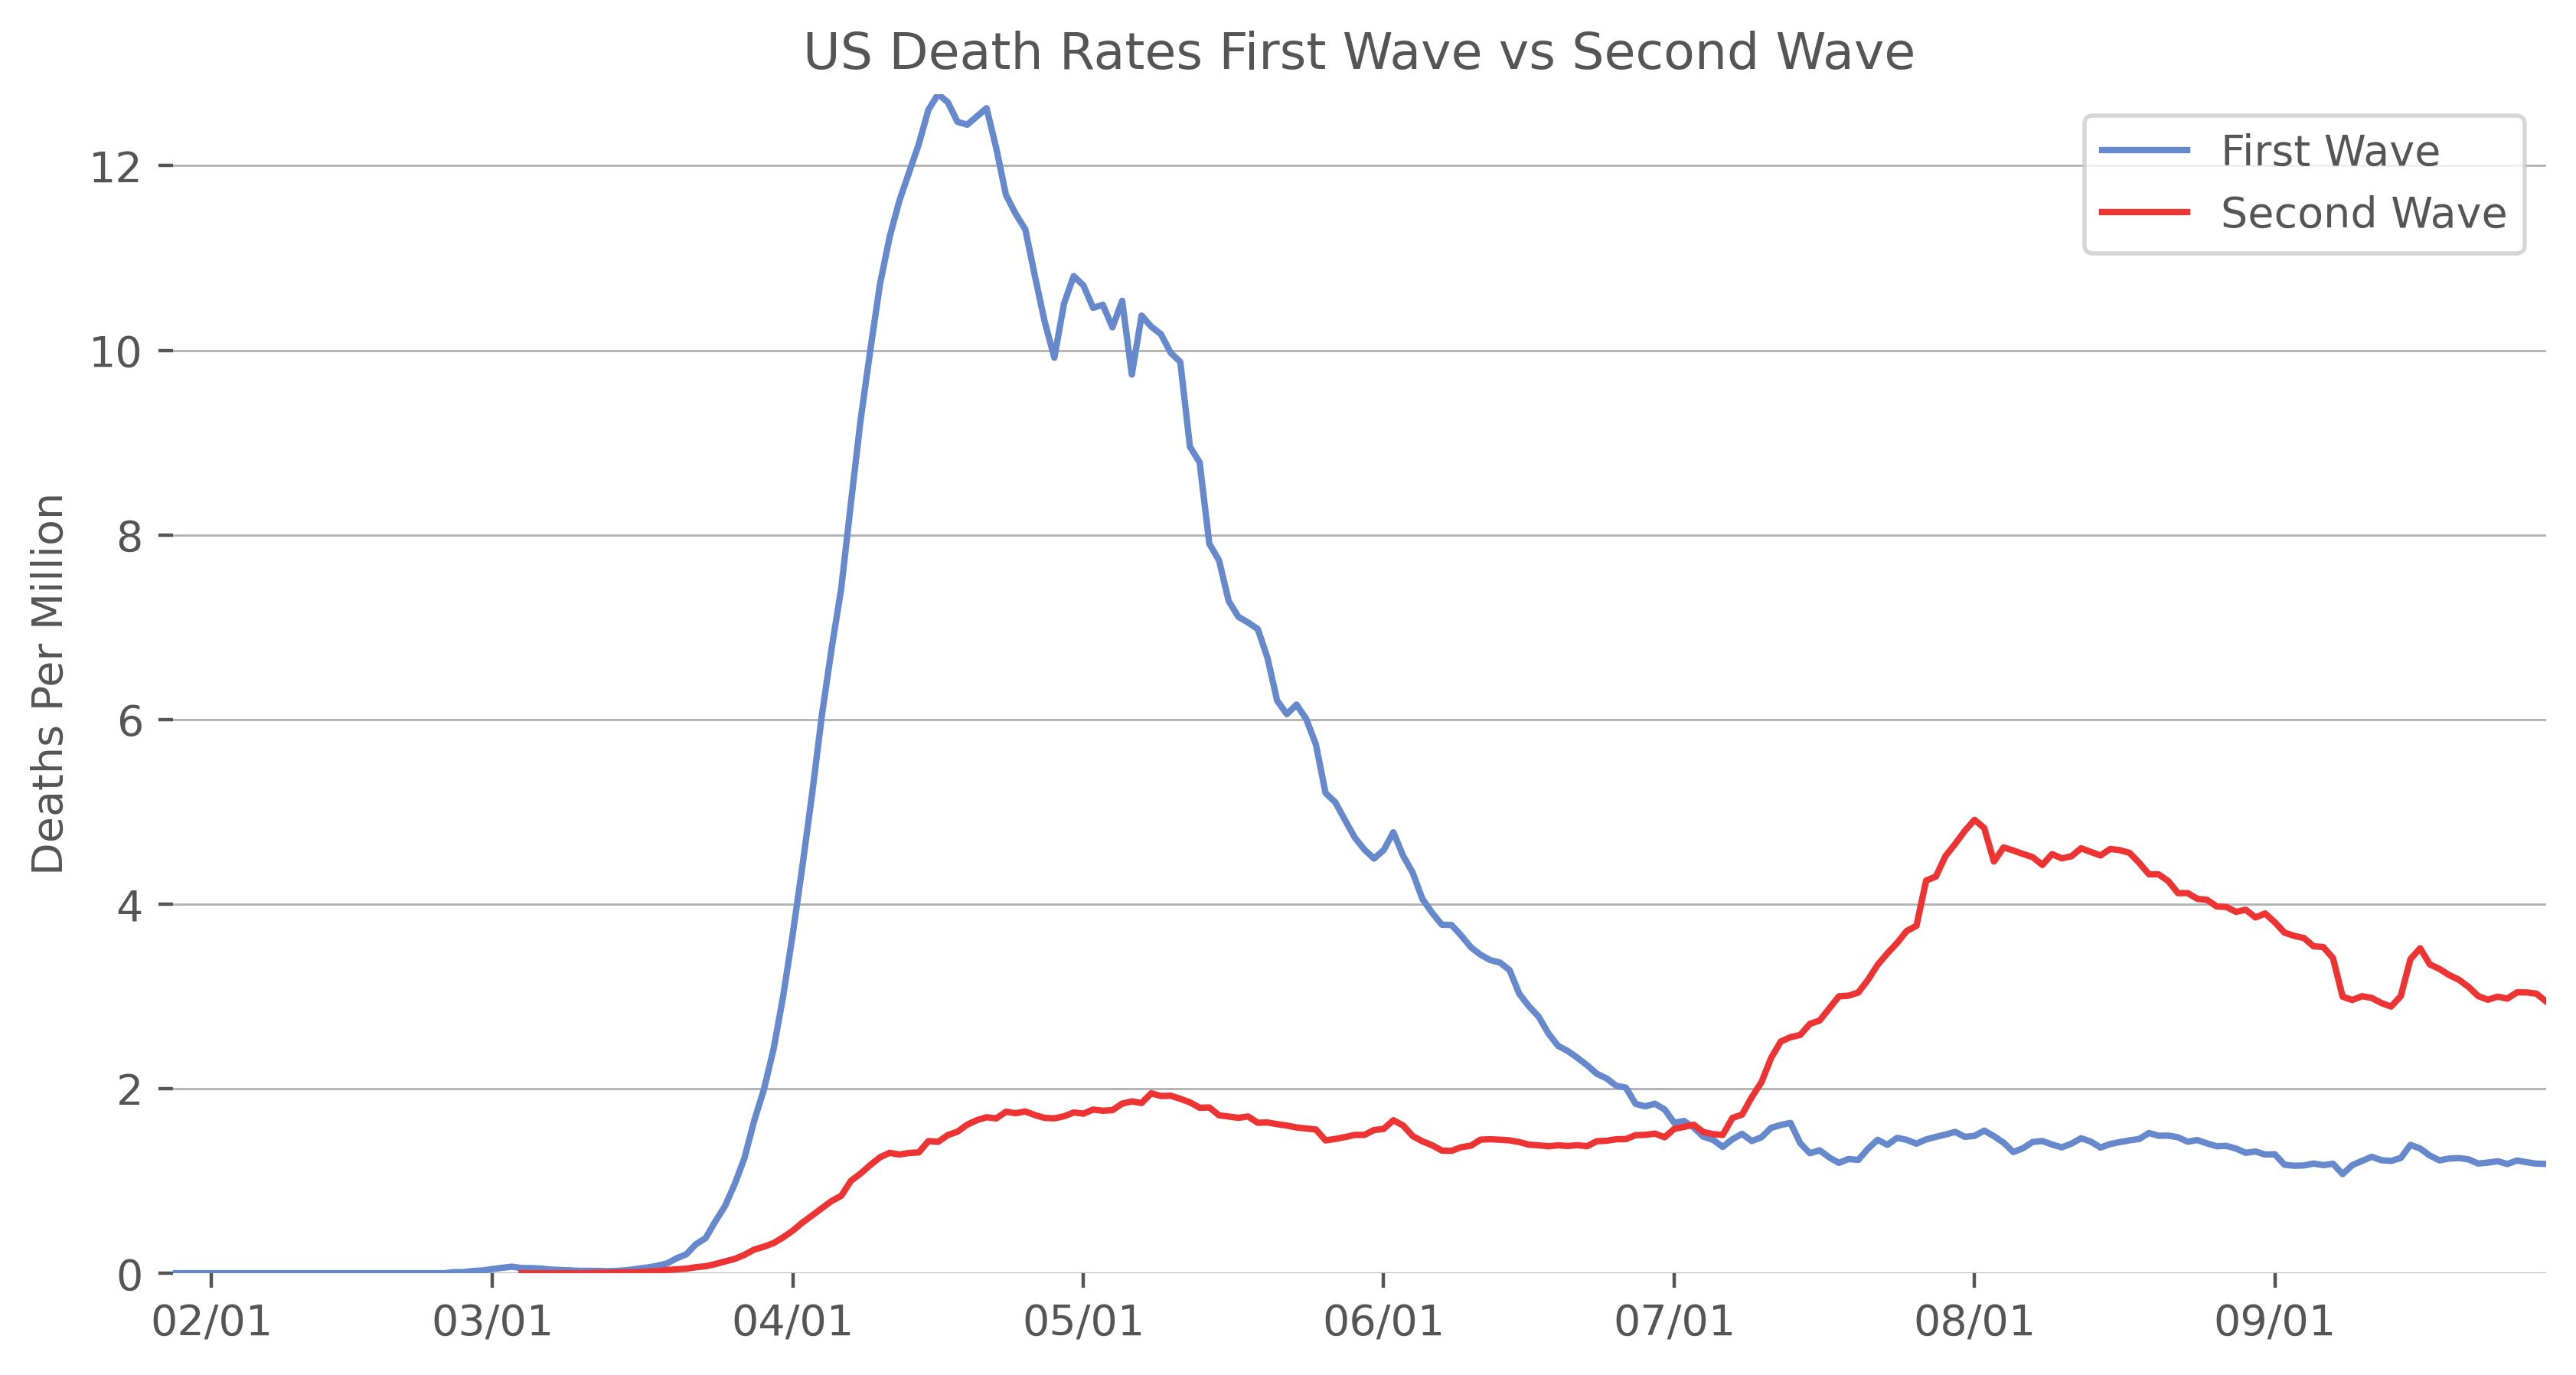 US Death Rates First Wave vs Second Wave
First Wave
Second Wave
Deaths Per Million
12
10
8
6
4
2
0
02/01 03/01 04/01 05/01 06/01 07/01 08/01 09/01